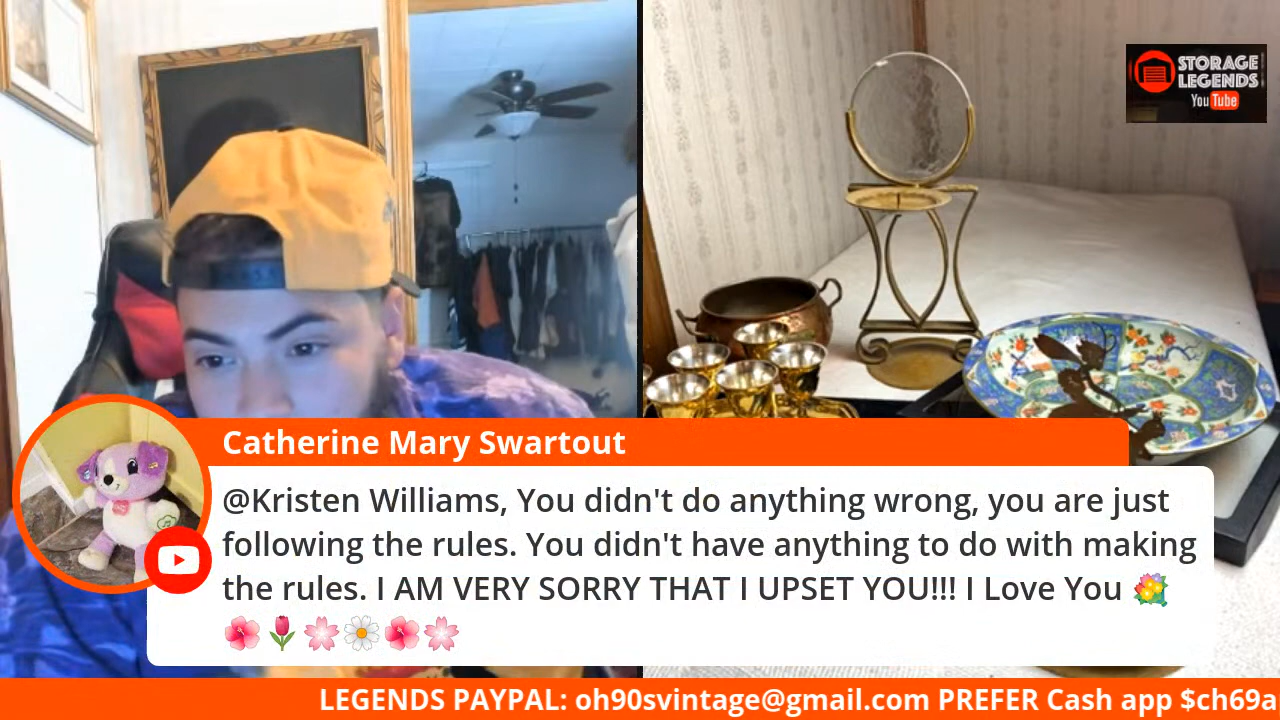 STORAGE
LEGENDS
YouTube
Catherine Mary Swartout
@Kristen Williams, You didn't do anything wrong, you are just
following the rules. You didn't have anything to do with making
the rules. I AM VERY SORRY THAT I UPSET YOU!!! I Love You 💐
🌺🌷🌸🌼🌺🌸
LEGENDS PAYPAL: oh90svintage@gmail.com PREFER Cash app $ch69a